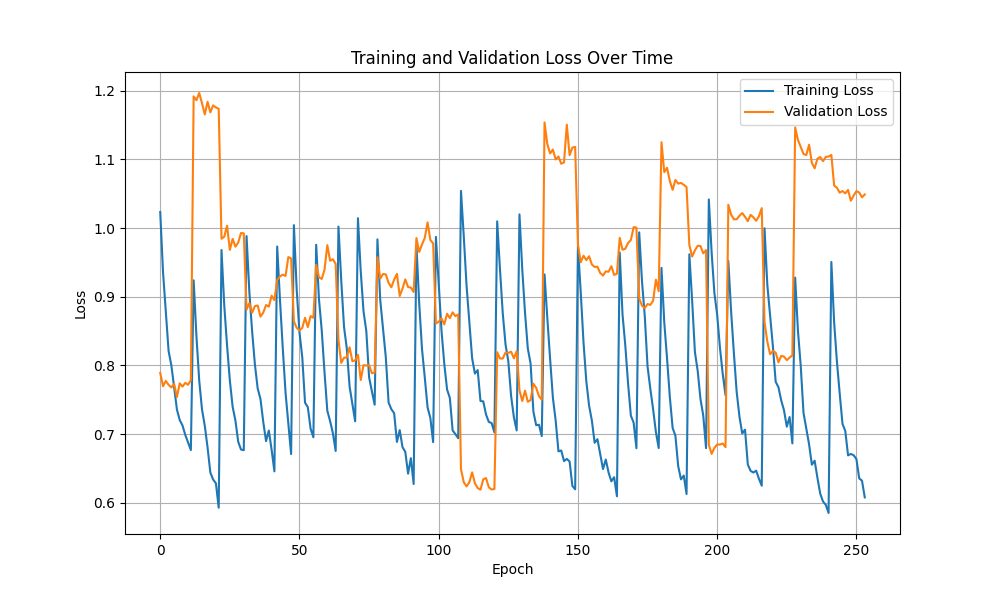 Training and Validation Loss Over Time
Training Loss
Validation Loss
1.2
1.1
1.0
0.9
0.8
0.7
0.6
Loss
0 50 100 150 200 250
Epoch